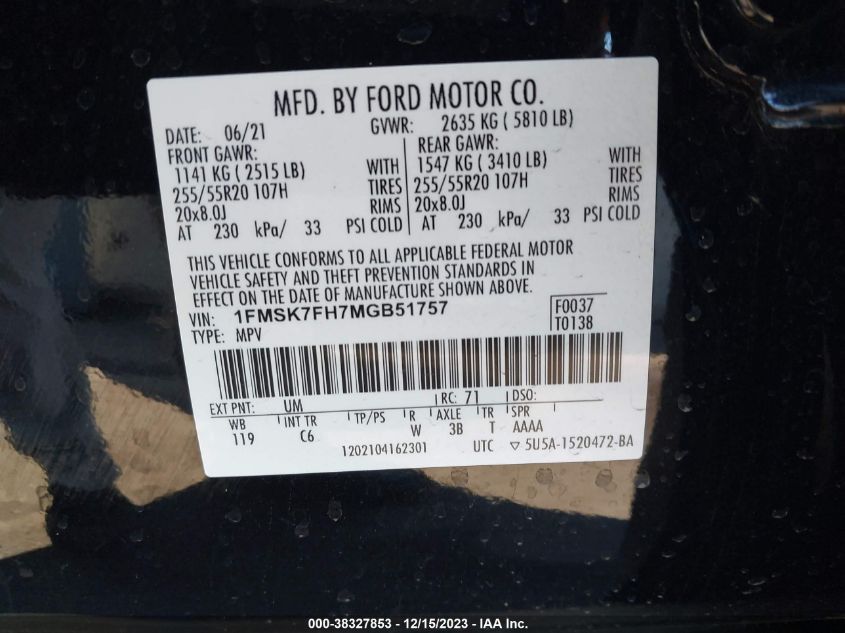 MFD. BY FORD MOTOR CO.
DATE: 06/21 GVWR: 2635 KG ( 5810 LB)
FRONT GAWR: REAR GAWR:
1141 KG ( 2515 LB) WITH 1547 KG ( 3410 LB) WITH
255/55R20 107H TIRES 255/55R20 107H TIRES
20x8.0J RIMS 20x8.0J RIMS
AT 230 kPa/ 33 PSI COLD AT 230 kPa/ 33 PSI COLD
THIS VEHICLE CONFORMS TO ALL APPLICABLE FEDERAL MOTOR
VEHICLE SAFETY AND THEFT PREVENTION STANDARDS IN
EFFECT ON THE DATE OF MANUFACTURE SHOWN ABOVE.
VIN: 1FMSK7FH7MGB51757 F0037
TYPE: MPV T0138
EXT PNT: UM RC: 71 DSO:
WB INT TR TP/PS R AXLE TR SPR
119 C6 W 3B T AAAA
1202104162301 UTC ▽ 5U5A-1520472-BA
000-38327853 - 12/15/2023 - IAA Inc.